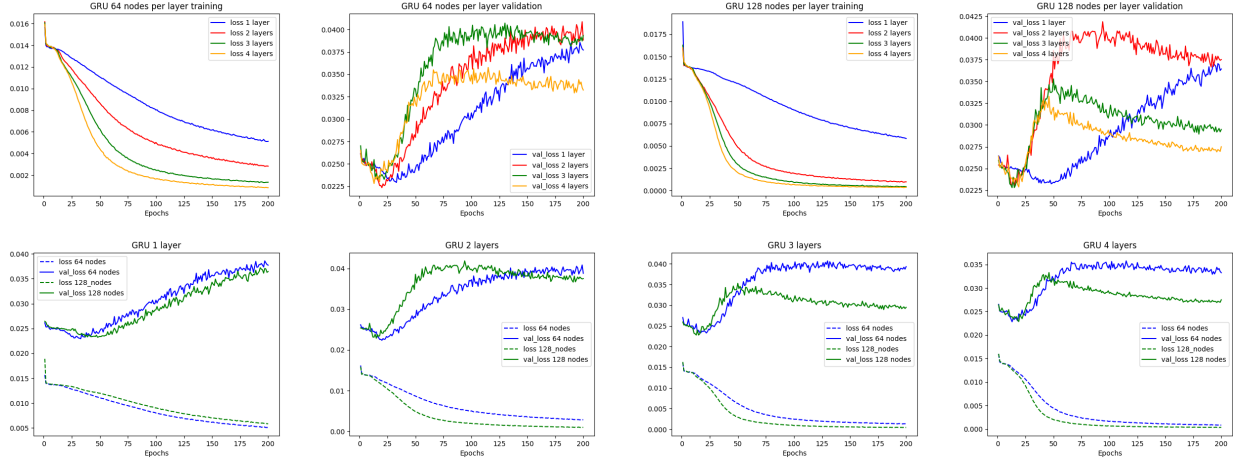 GRU 64 nodes per layer training
0.016
0.014
0.012
0.010
0.008
0.006
0.004
0.002
loss 1 layer
loss 2 layers
loss 3 layers
loss 4 layers
0 25 50 75 100 125 150 175 200
Epochs
GRU 64 nodes per layer validation
0.0400
0.0375
0.0350
0.0325
0.0300
0.0275
0.0250
0.0225
val_loss 1 layer
val_loss 2 layers
val_loss 3 layers
val_loss 4 layers
0 25 50 75 100 125 150 175 200
Epochs
GRU 128 nodes per layer training
0.0175
0.0150
0.0125
0.0100
0.0075
0.0050
0.0025
0.0000
loss 1 layer
loss 2 layers
loss 3 layers
loss 4 layers
0 25 50 75 100 125 150 175 200
Epochs
GRU 128 nodes per layer validation
0.0425
0.0400
0.0375
0.0350
0.0325
0.0300
0.0275
0.0250
0.0225
val_loss 1 layer
val_loss 2 layers
val_loss 3 layers
val_loss 4 layers
0 25 50 75 100 125 150 175 200
Epochs
GRU 1 layer
0.040
0.035
0.030
0.025
0.020
0.015
0.010
0.005
loss 64 nodes
val_loss 64 nodes
loss 128_nodes
val_loss 128 nodes
0 25 50 75 100 125 150 175 200
Epochs
GRU 2 layers
0.04
0.03
0.02
0.01
0.00
loss 64 nodes
val_loss 64 nodes
loss 128_nodes
val_loss 128 nodes
0 25 50 75 100 125 150 175 200
Epochs
GRU 3 layers
0.040
0.035
0.030
0.025
0.020
0.015
0.010
0.005
0.000
loss 64 nodes
val_loss 64 nodes
loss 128_nodes
val_loss 128 nodes
0 25 50 75 100 125 150 175 200
Epochs
GRU 4 layers
0.035
0.030
0.025
0.020
0.015
0.010
0.005
0.000
loss 64 nodes
val_loss 64 nodes
loss 128_nodes
val_loss 128 nodes
0 25 50 75 100 125 150 175 200
Epochs